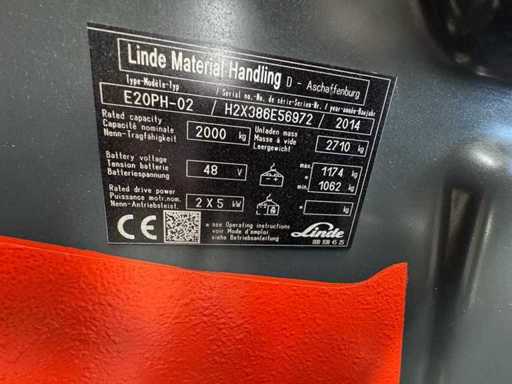 Linde Material Handling D - Aschaffenburg
Type-Modèle-Typ / Serial no.-No. de série-Serien-Nr. / year-année-Baujahr
E20PH-02 / H2X386E56972 / 2014
Rated capacity
Capacité nominale
Nenn-Tragfähigkeit
2000 kg
Unladen mass
Masse à vide
Leergewicht
2710 kg
Battery voltage
Tension batterie
Batteriespannung
48 V
max. 1174 kg
min. 1062 kg
Rated drive power
Puissance motr.nom.
Nenn-Antriebsleist.
2 X 5 kW
* kg
CE
* see Operating instructions
voir Mode d'emploi
siehe Betriebsanleitung
Linde